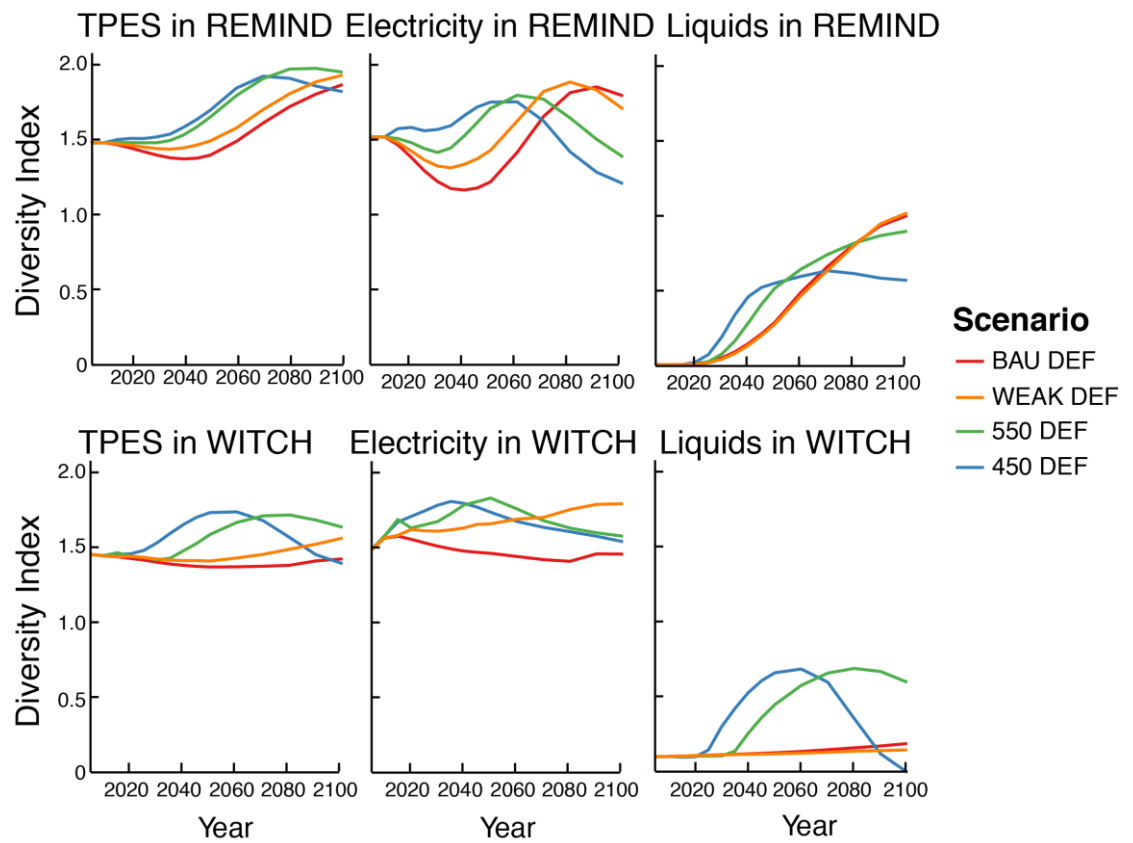 TPES in REMIND Electricity in REMIND Liquids in REMIND
Diversity Index
2.0
1.5
1.0
0.5
0
2020 2040 2060 2080 2100
2020 2040 2060 2080 2100
2020 2040 2060 2080 2100
Scenario
BAU DEF
WEAK DEF
550 DEF
450 DEF
TPES in WITCH Electricity in WITCH Liquids in WITCH
Diversity Index
2.0
1.5
1.0
0.5
0
2020 2040 2060 2080 2100
2020 2040 2060 2080 2100
2020 2040 2060 2080 2100
Year Year Year